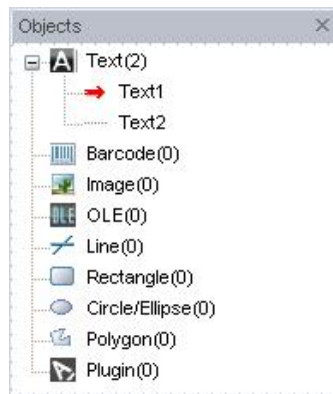 Objects
Text(2)
Text1
Text2
Barcode(0)
Image(0)
OLE
OLE(0)
Line(0)
Rectangle(0)
Circle/Ellipse(0)
Polygon(0)
Plugin(0)